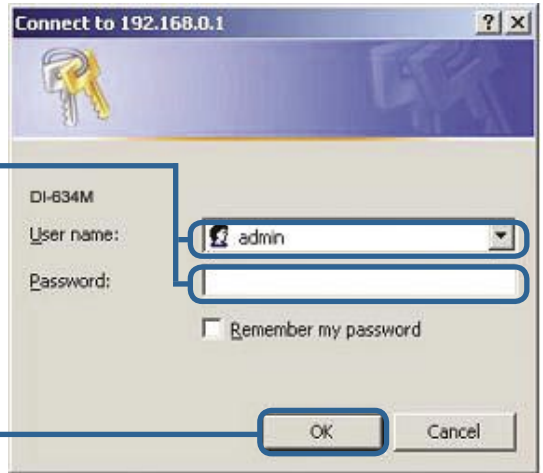 Connect to 192.168.0.1
DI-634M
User name:
admin
Password:
Remember my password
OK
Cancel